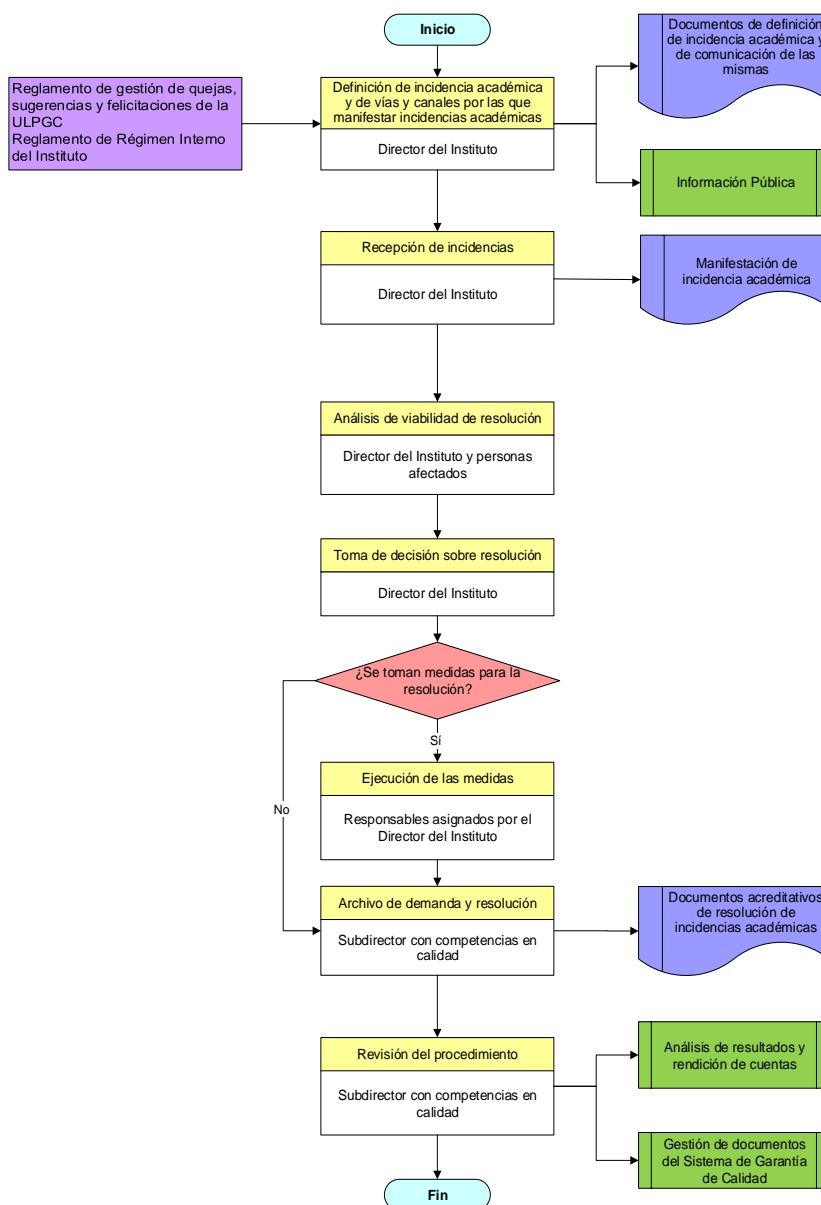 Inicio
Documentos de definición
de incidencia académica y
de comunicación de las
mismas
Reglamento de gestión de quejas,
sugerencias y felicitaciones de la
ULPGC
Reglamento de Régimen Interno
del Instituto
Definición de incidencia académica
y de vías y canales por las que
manifestar incidencias académicas
Director del Instituto
Información Pública
Recepción de incidencias
Director del Instituto
Manifestación de
incidencia académica
Análisis de viabilidad de resolución
Director del Instituto y personas
afectados
Toma de decisión sobre resolución
Director del Instituto
¿Se toman medidas para la
resolución?
Sí
No
Ejecución de las medidas
Responsables asignados por el
Director del Instituto
Archivo de demanda y resolución
Subdirector con competencias en
calidad
Documentos acreditativos
de resolución de
incidencias académicas
Revisión del procedimiento
Subdirector con competencias en
calidad
Análisis de resultados y
rendición de cuentas
Gestión de documentos
del Sistema de Garantía
de Calidad
Fin